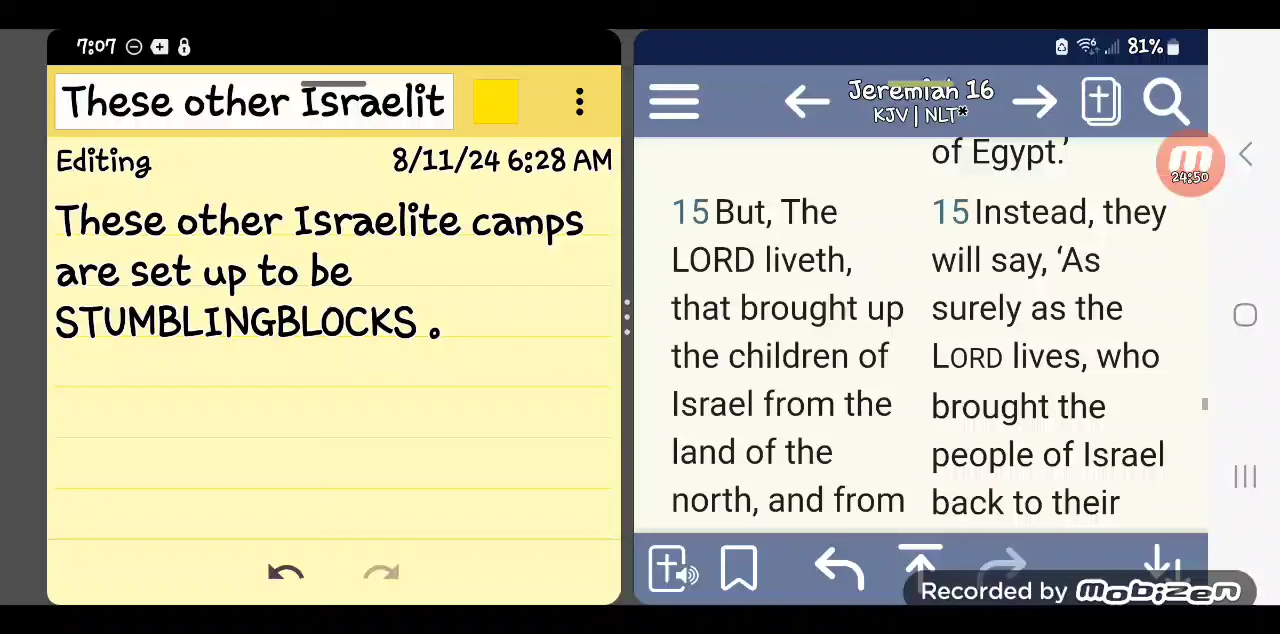 7:07
81%
These other Israelit
Editing
8/11/24 6:28 AM
These other Israelite camps
are set up to be
STUMBLINGBLOCKS .
Jeremiah 16
KJV | NLT*
24:50
15 But, The
LORD liveth,
that brought up
the children of
Israel from the
land of the
north, and from
of Egypt.’
15 Instead, they
will say, ‘As
surely as the
LORD lives, who
brought the
people of Israel
back to their
Recorded by Mobizen